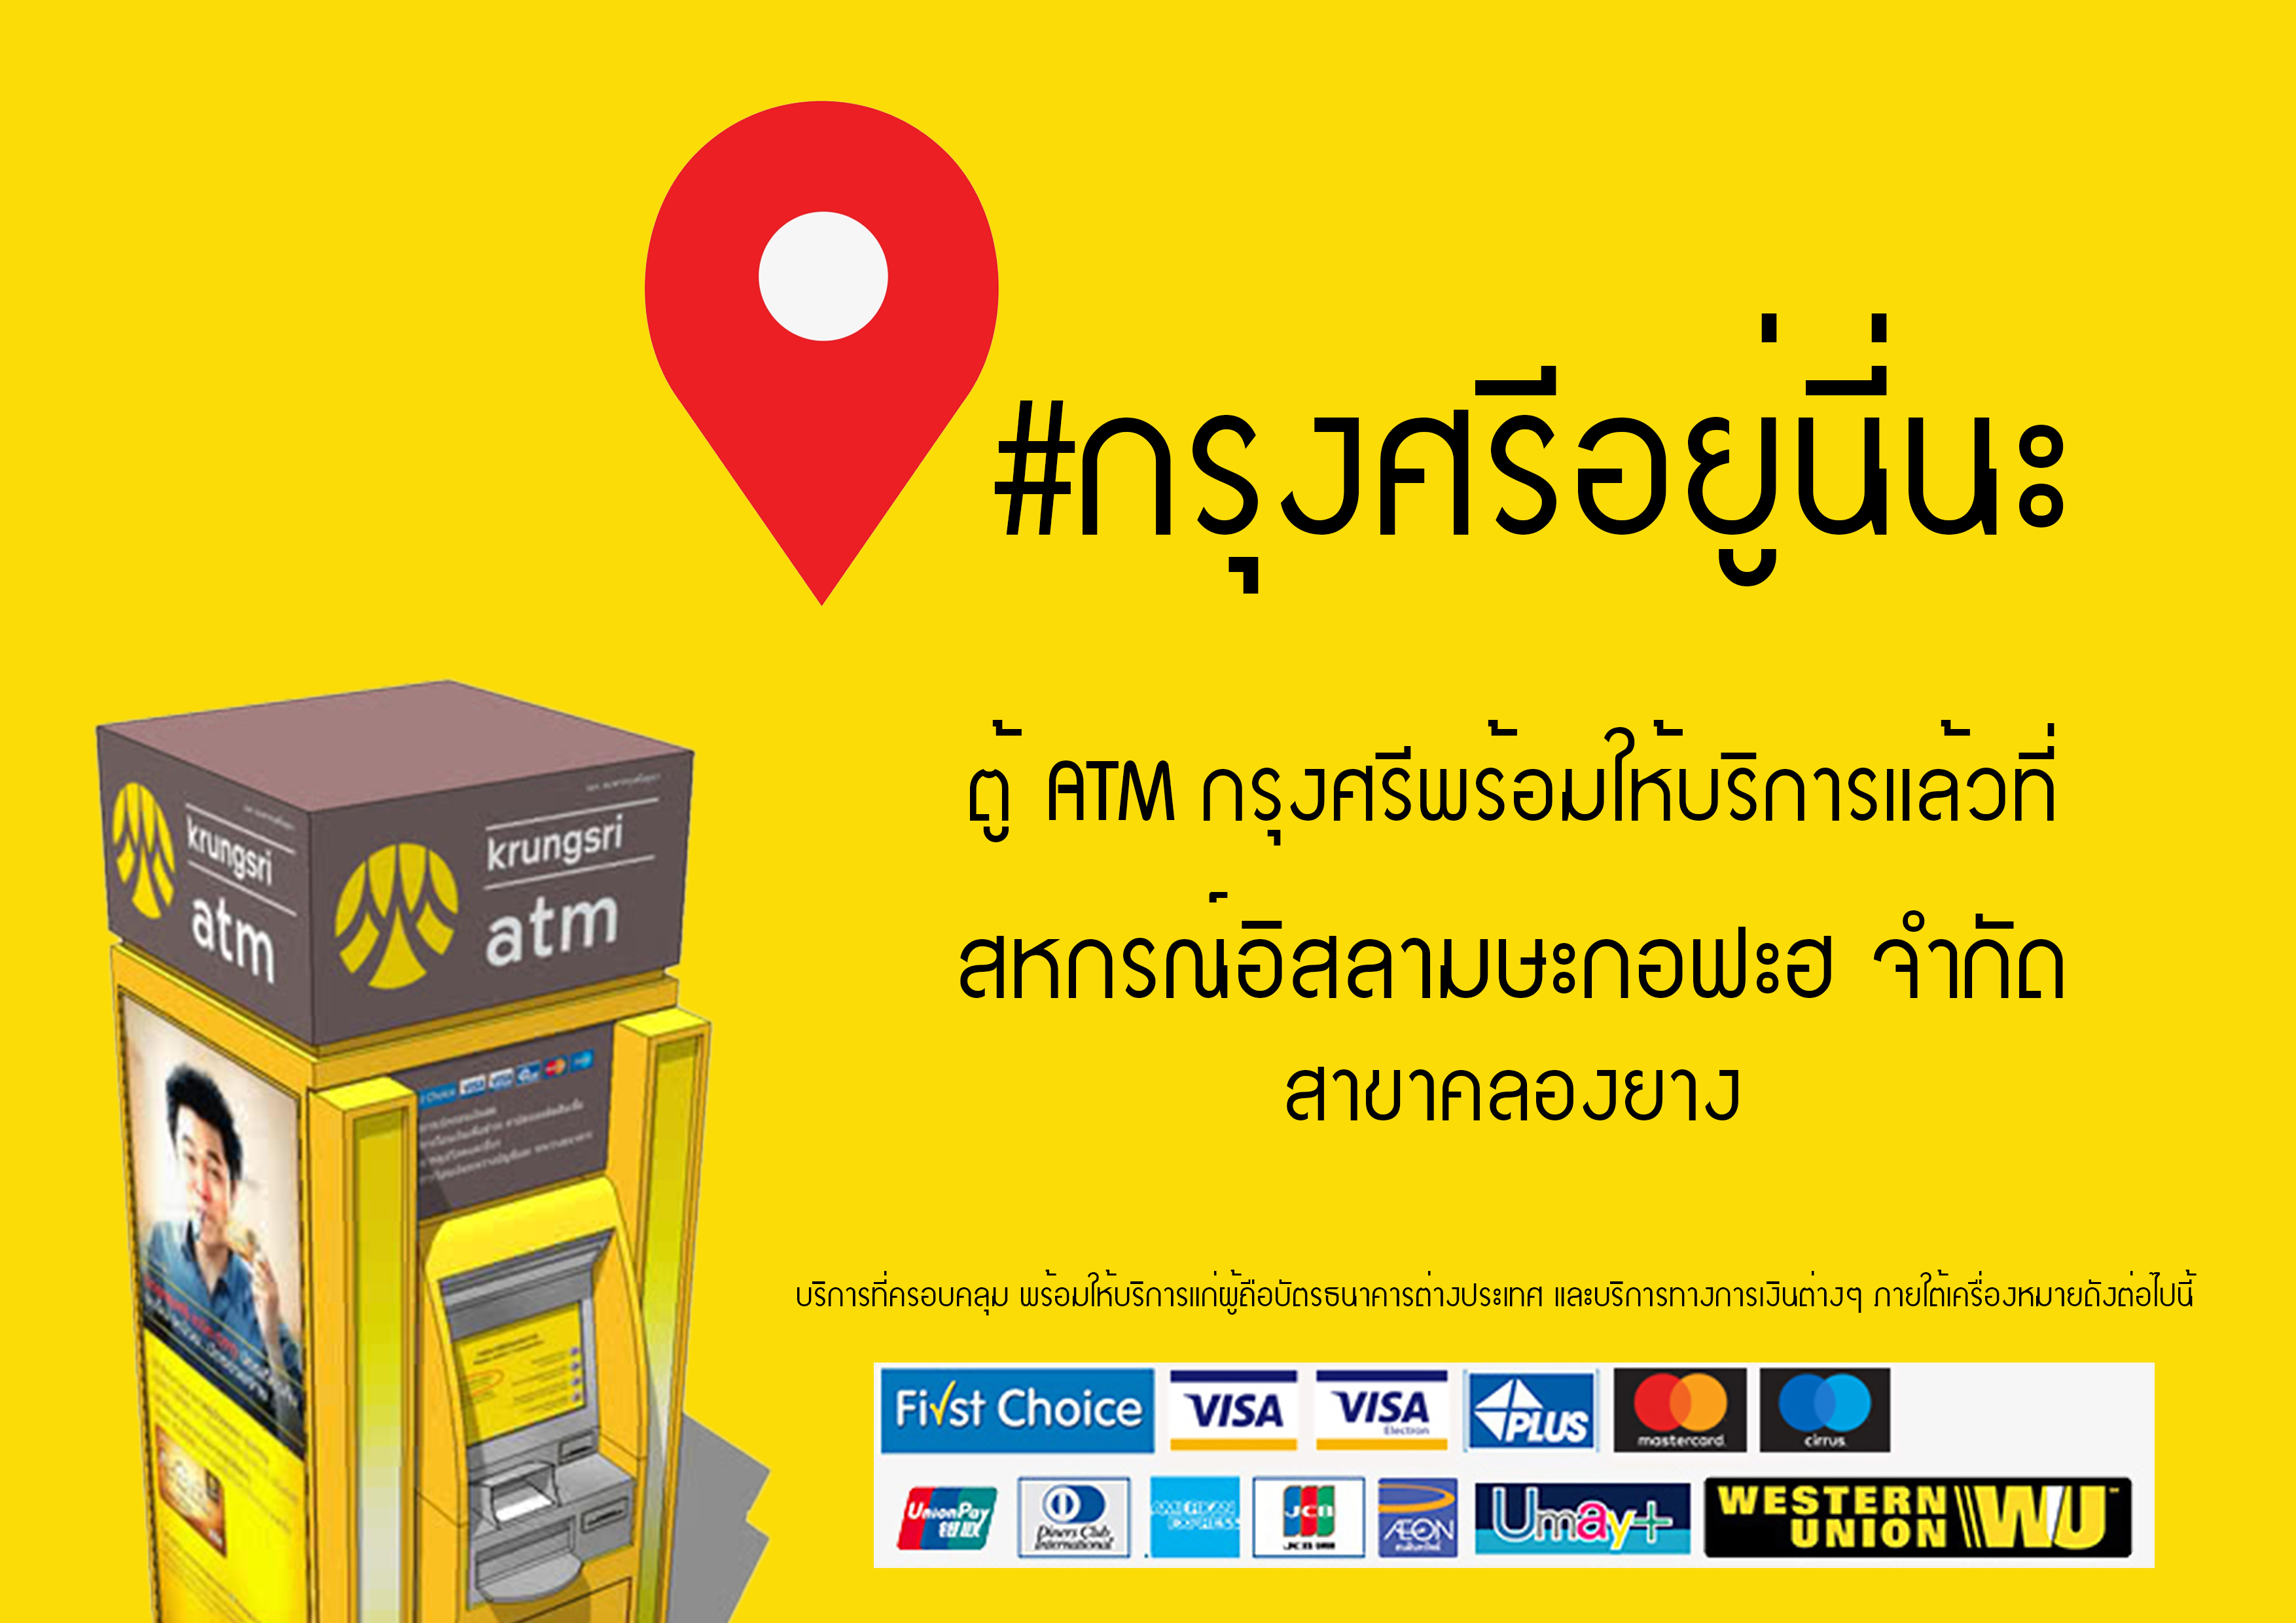 #กรุงศรีอยู่นี่นะ
ตู้ ATM กรุงศรีพร้อมให้บริการแล้วที่
สหกรณ์อิสลามษะกอฟะฮ จำกัด
สาขาคลองยาง
บริการที่ครอบคลุม พร้อมให้บริการแก่ผู้ถือบัตรธนาคารต่างประเทศ และบริการทางการเงินต่างๆ ภายใต้เครื่องหมายดังต่อไปนี้
krungsri
atm
krungsri
atm
First Choice VISA VISA Electron PLUS mastercard cirrus
UnionPay 银联 Diners Club International AMERICAN EXPRESS JCB AEON Umay+ WESTERN UNION WU